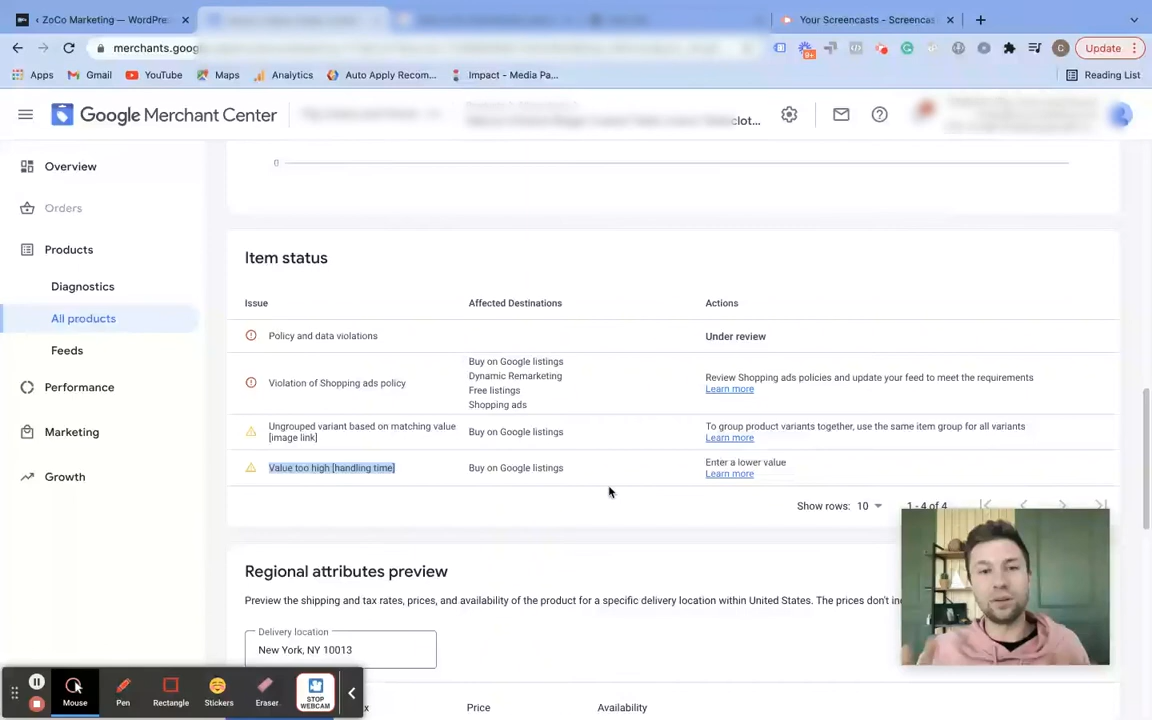 ZoCo Marketing — WordPre
Your Screencasts - Screencas
merchants.goog
9+
C
Update
Apps
Gmail
YouTube
Maps
Analytics
Auto Apply Recom...
Impact - Media Pa...
Reading List
Google Merchant Center
clot...
Overview
Orders
Products
Diagnostics
All products
Feeds
Performance
Marketing
Growth
0
Item status
Issue
Affected Destinations
Actions
Policy and data violations
Under review
Violation of Shopping ads policy
Buy on Google listings
Dynamic Remarketing
Free listings
Shopping ads
Review Shopping ads policies and update your feed to meet the requirements
Learn more
Ungrouped variant based on matching value
[image link]
Buy on Google listings
To group product variants together, use the same item group for all variants
Learn more
Value too high [handling time]
Buy on Google listings
Enter a lower value
Learn more
Show rows: 10
1 - 4 of 4
Regional attributes preview
Preview the shipping and tax rates, prices, and availability of the product for a specific delivery location within United States. The prices don't in
Delivery location
New York, NY 10013
Price
Availability
Mouse
Pen
Rectangle
Stickers
Eraser
STOP
WEBCAM